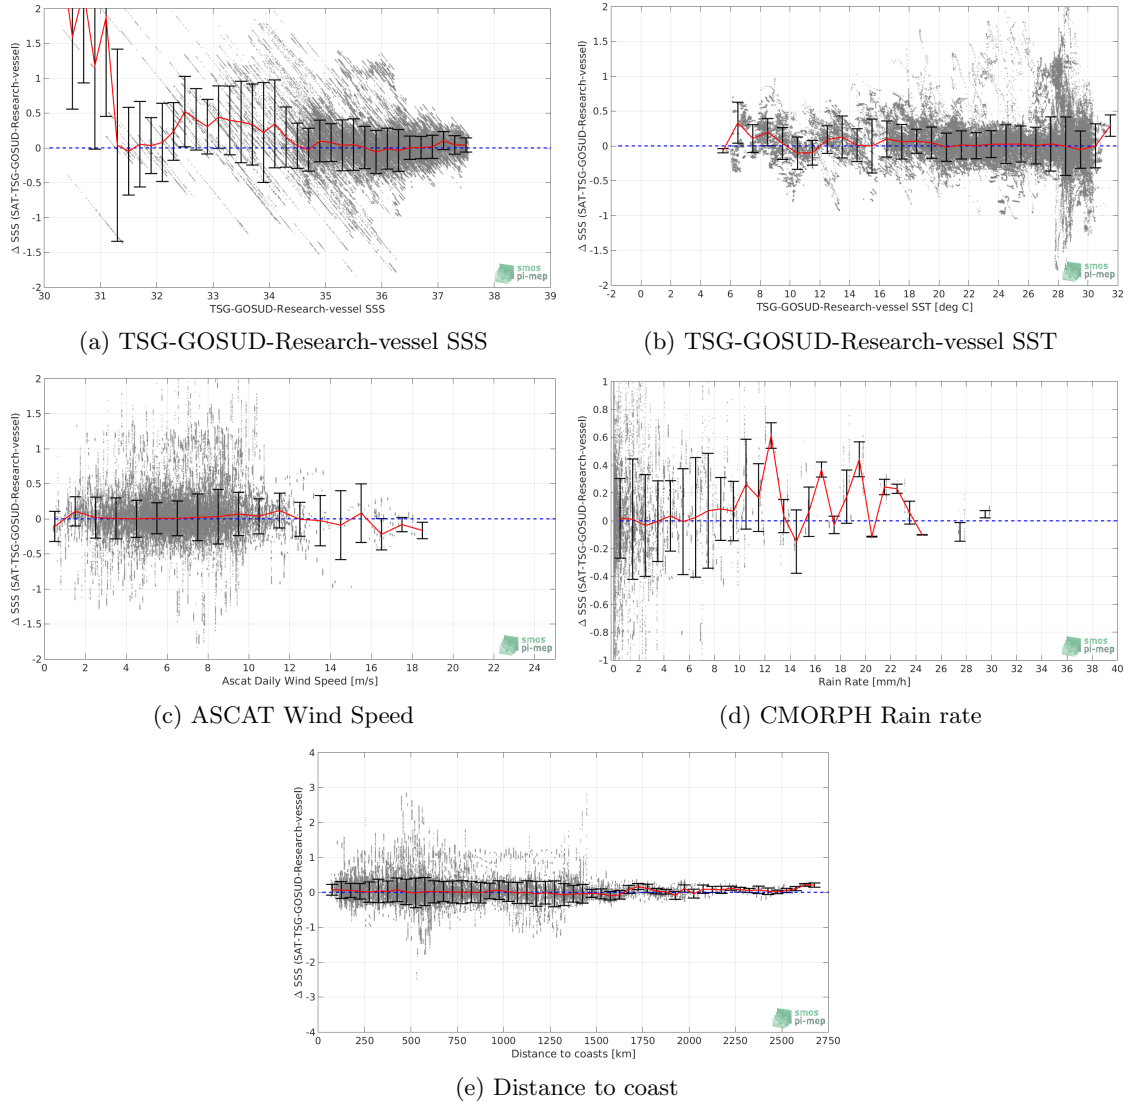 2
1.5
1
0.5
0
-0.5
-1
-1.5
-2
Δ SSS (SAT-TSG-GOSUD-Research-vessel)
30 31 32 33 34 35 36 37 38 39
TSG-GOSUD-Research-vessel SSS
smos
pi-mep
(a) TSG-GOSUD-Research-vessel SSS
2
1.5
1
0.5
0
-0.5
-1
-1.5
-2
Δ SSS (SAT-TSG-GOSUD-Research-vessel)
-2 0 2 4 6 8 10 12 14 16 18 20 22 24 26 28 30 32
TSG-GOSUD-Research-vessel SST [deg C]
smos
pi-mep
(b) TSG-GOSUD-Research-vessel SST
2
1.5
1
0.5
0
-0.5
-1
-1.5
-2
Δ SSS (SAT-TSG-GOSUD-Research-vessel)
0 2 4 6 8 10 12 14 16 18 20 22 24
Ascat Daily Wind Speed [m/s]
smos
pi-mep
(c) ASCAT Wind Speed
1
0.8
0.6
0.4
0.2
0
-0.2
-0.4
-0.6
-0.8
-1
Δ SSS (SAT-TSG-GOSUD-Research-vessel)
0 2 4 6 8 10 12 14 16 18 20 22 24 26 28 30 32 34 36 38 40
Rain Rate [mm/h]
smos
pi-mep
(d) CMORPH Rain rate
4
3
2
1
0
-1
-2
-3
-4
Δ SSS (SAT-TSG-GOSUD-Research-vessel)
0 250 500 750 1000 1250 1500 1750 2000 2250 2500 2750
Distance to coasts [km]
smos
pi-mep
(e) Distance to coast